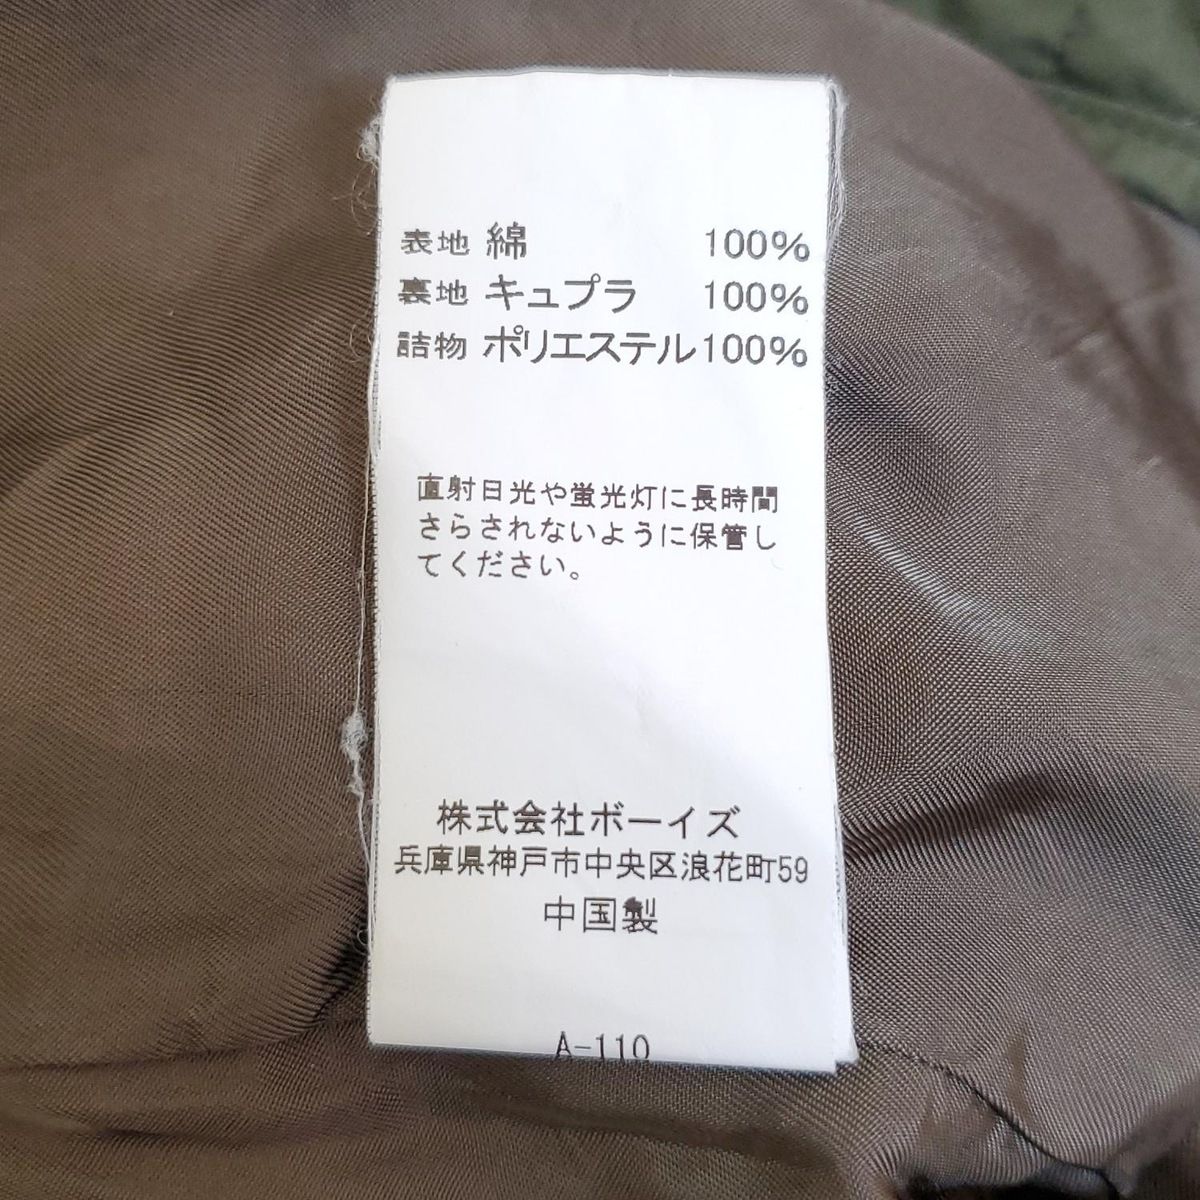 表地 綿 100%
裏地 キュプラ 100%
詰物 ポリエステル100%
直射日光や蛍光灯に長時間
さらされないように保管し
てください。
株式会社ボーイズ
兵庫県神戸市中央区浪花町59
中国製
A-110